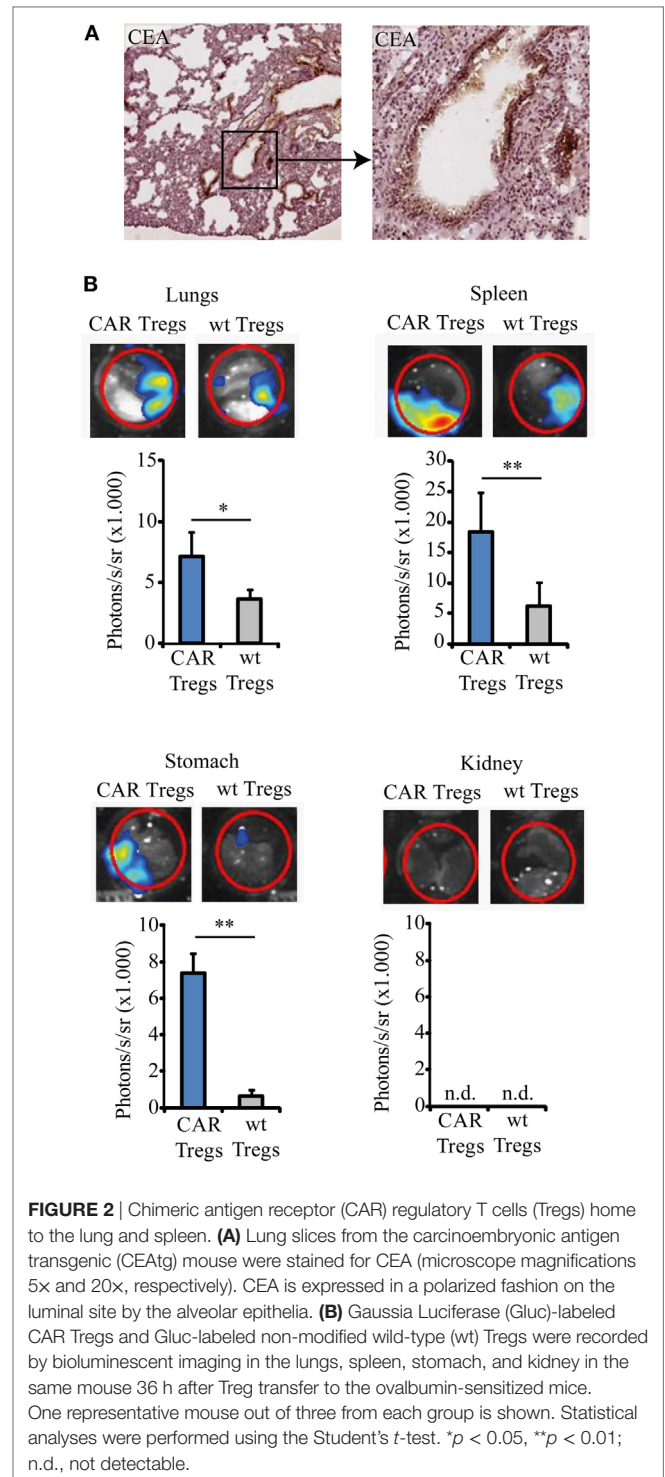 A
CEA
CEA
B
Lungs
CAR Tregs wt Tregs
Photons/s/sr (x1.000)
15
10
5
0
*
CAR Tregs
wt Tregs
Spleen
CAR Tregs wt Tregs
Photons/s/sr (x1.000)
30
25
20
15
10
5
0
**
CAR Tregs
wt Tregs
Stomach
CAR Tregs wt Tregs
Photons/s/sr (x1.000)
10
8
6
4
2
0
**
CAR Tregs
wt Tregs
Kidney
CAR Tregs wt Tregs
Photons/s/sr (x1.000)
10
8
6
4
2
0
n.d. n.d.
CAR Tregs
wt Tregs
FIGURE 2 | Chimeric antigen receptor (CAR) regulatory T cells (Tregs) home
to the lung and spleen. (A) Lung slices from the carcinoembryonic antigen
transgenic (CEAtg) mouse were stained for CEA (microscope magnifications
5× and 20×, respectively). CEA is expressed in a polarized fashion on the
luminal site by the alveolar epithelia. (B) Gaussia Luciferase (Gluc)-labeled
CAR Tregs and Gluc-labeled non-modified wild-type (wt) Tregs were recorded
by bioluminescent imaging in the lungs, spleen, stomach, and kidney in the
same mouse 36 h after Treg transfer to the ovalbumin-sensitized mice.
One representative mouse out of three from each group is shown. Statistical
analyses were performed using the Student's t-test. *p < 0.05, **p < 0.01;
n.d., not detectable.